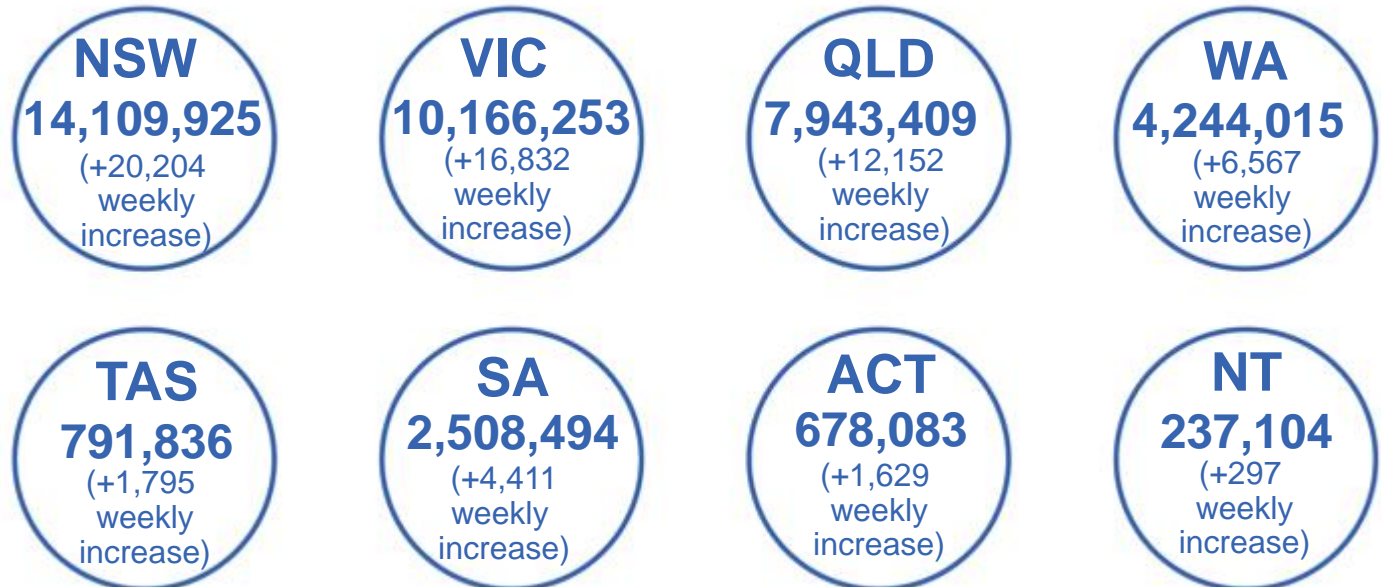 NSW
14,109,925
(+20,204
weekly
increase)
VIC
10,166,253
(+16,832
weekly
increase)
QLD
7,943,409
(+12,152
weekly
increase)
WA
4,244,015
(+6,567
weekly
increase)
TAS
791,836
(+1,795
weekly
increase)
SA
2,508,494
(+4,411
weekly
increase)
ACT
678,083
(+1,629
weekly
increase)
NT
237,104
(+297
weekly
increase)